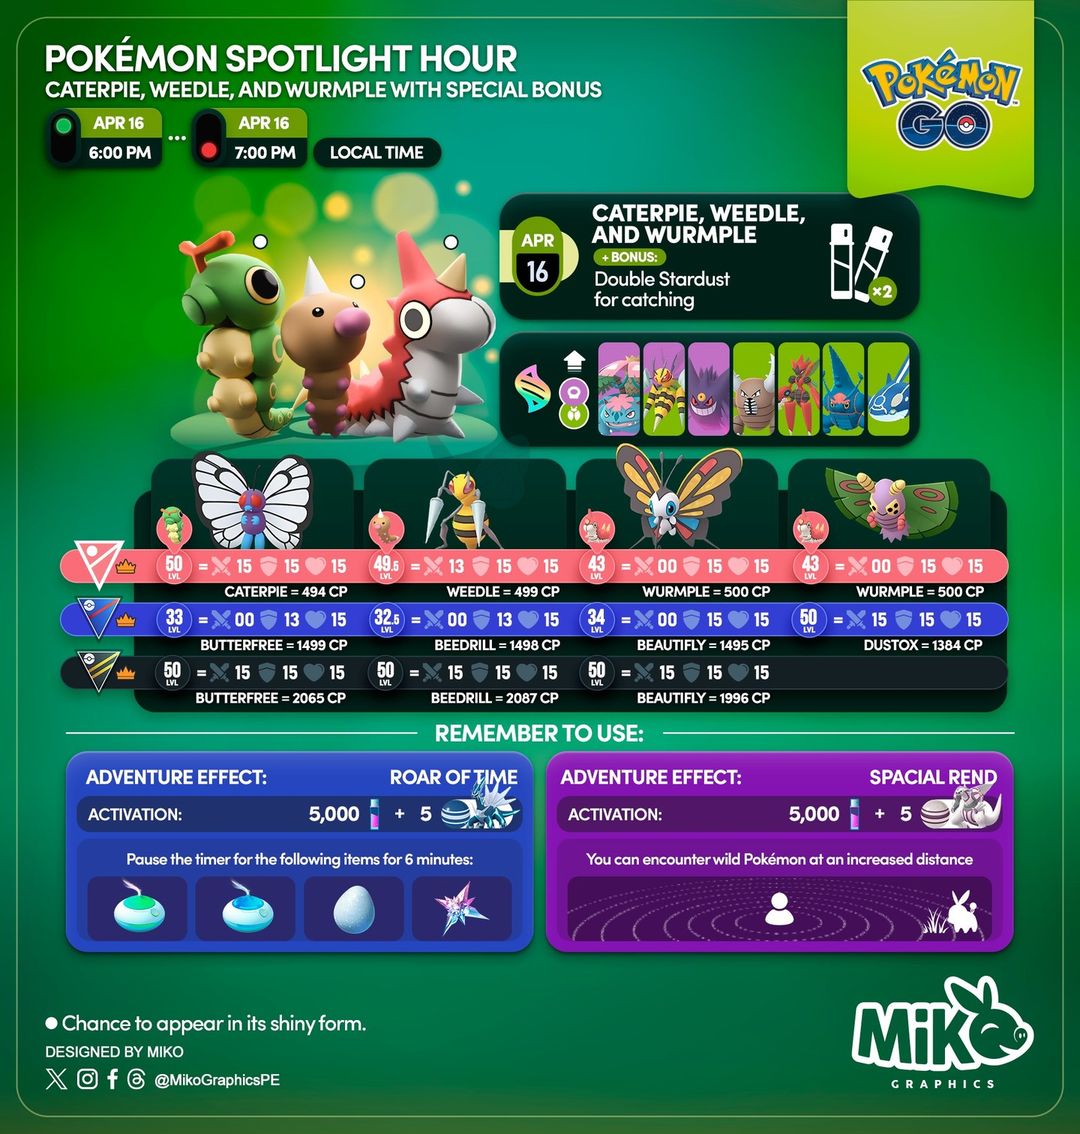 POKÉMON SPOTLIGHT HOUR
CATERPIE, WEEDLE, AND WURMPLE WITH SPECIAL BONUS
APR 16 ... APR 16
6:00 PM 7:00 PM LOCAL TIME
POKéMON
GO
APR
16
CATERPIE, WEEDLE,
AND WURMPLE
+ BONUS:
Double Stardust
for catching
×2
50 LVL = 15 15 15 49.5 LVL = 13 15 15 43 LVL = 00 15 15 43 LVL = 00 15 15
CATERPIE = 494 CP WEEDLE = 499 CP WURMPLE = 500 CP WURMPLE = 500 CP
33 LVL = 00 13 15 32.5 LVL = 00 13 15 34 LVL = 00 15 15 50 LVL = 15 15 15
BUTTERFREE = 1499 CP BEEDRILL = 1498 CP BEAUTIFLY = 1495 CP DUSTOX = 1384 CP
50 LVL = 15 15 15 50 LVL = 15 15 15 50 LVL = 15 15 15
BUTTERFREE = 2065 CP BEEDRILL = 2087 CP BEAUTIFLY = 1996 CP
REMEMBER TO USE:
ADVENTURE EFFECT: ROAR OF TIME
ACTIVATION: 5,000 + 5
Pause the timer for the following items for 6 minutes:
ADVENTURE EFFECT: SPACIAL REND
ACTIVATION: 5,000 + 5
You can encounter wild Pokémon at an increased distance
Chance to appear in its shiny form.
DESIGNED BY MIKO
@MikoGraphicsPE
MiKO
GRAPHICS